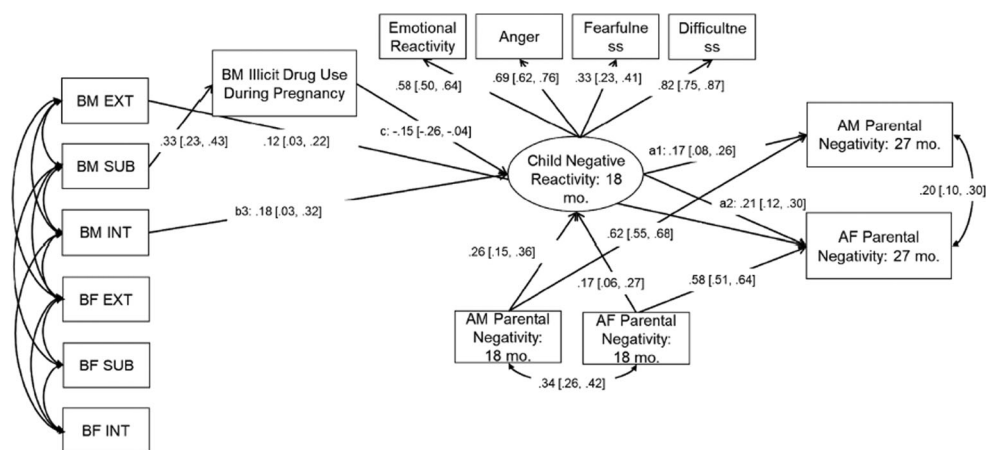 Emotional
Reactivity
Anger
Fearfulne
ss
Difficultne
ss
BM Illicit Drug Use
During Pregnancy
.58 [.50, .64]
.69 [.62, .76]
.33 [.23, .41]
.82 [.75, .87]
BM EXT
BM SUB
BM INT
BF EXT
BF SUB
BF INT
.33 [.23, .43]
.12 [.03, .22]
c: -.15 [-.26, -.04]
b3: .18 [.03, .32]
Child Negative
Reactivity: 18
mo.
a1: .17 [.08, .26]
a2: .21 [.12, .30]
AM Parental
Negativity: 27 mo.
.20 [.10, .30]
AF Parental
Negativity: 27 mo.
.62 [.55, .68]
.26 [.15, .36]
.17 [.06, .27]
.58 [.51, .64]
AM Parental
Negativity:
18 mo.
AF Parental
Negativity:
18 mo.
.34 [.26, .42]